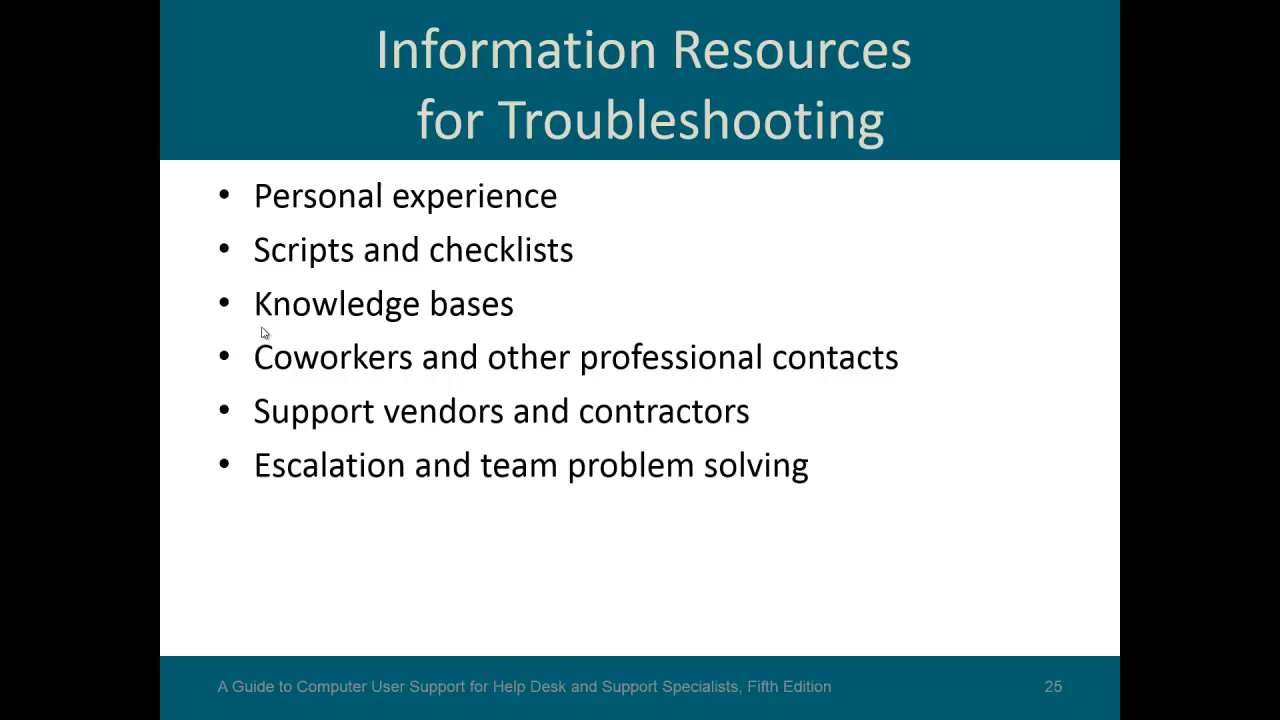 Information Resources
for Troubleshooting
• Personal experience
• Scripts and checklists
• Knowledge bases
• Coworkers and other professional contacts
• Support vendors and contractors
• Escalation and team problem solving
A Guide to Computer User Support for Help Desk and Support Specialists, Fifth Edition 25